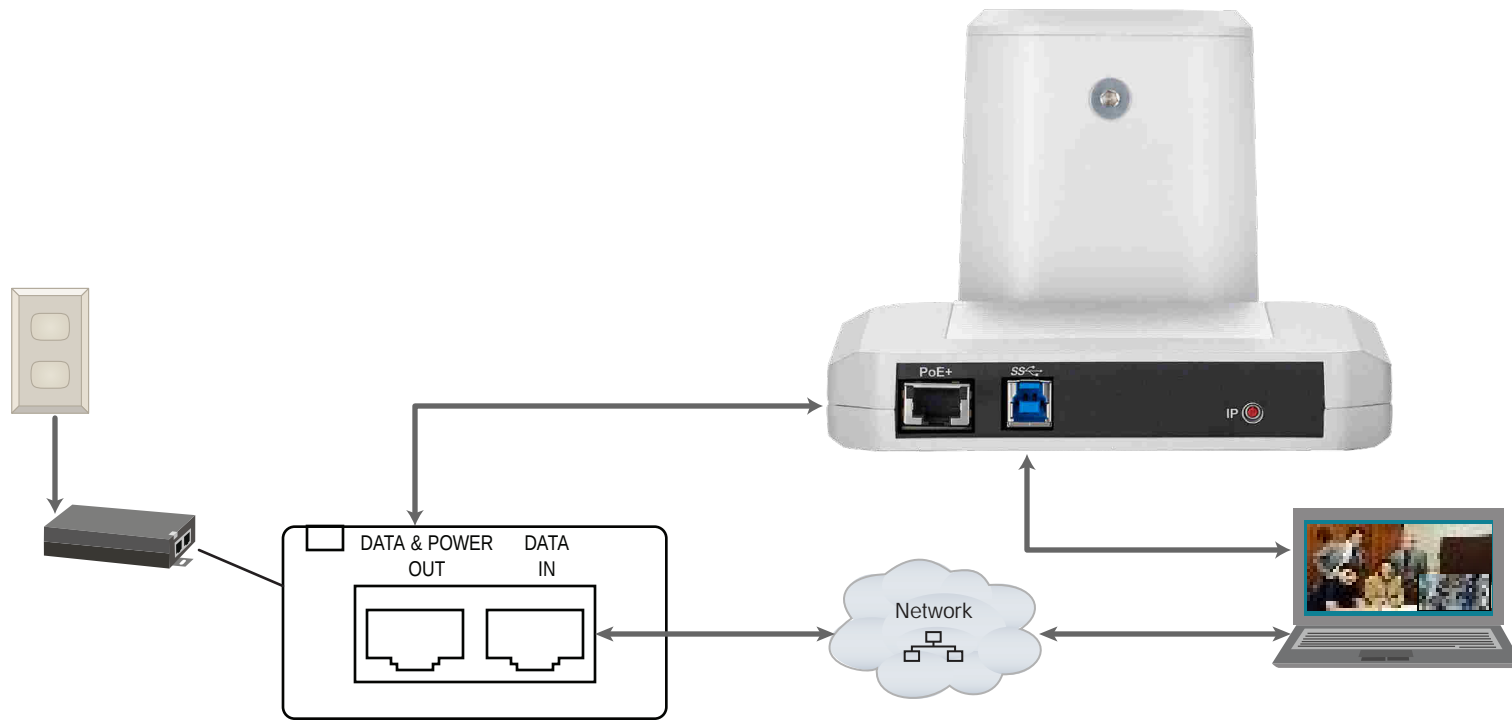 PoE+
SS
IP
DATA & POWER
OUT
DATA
IN
Network